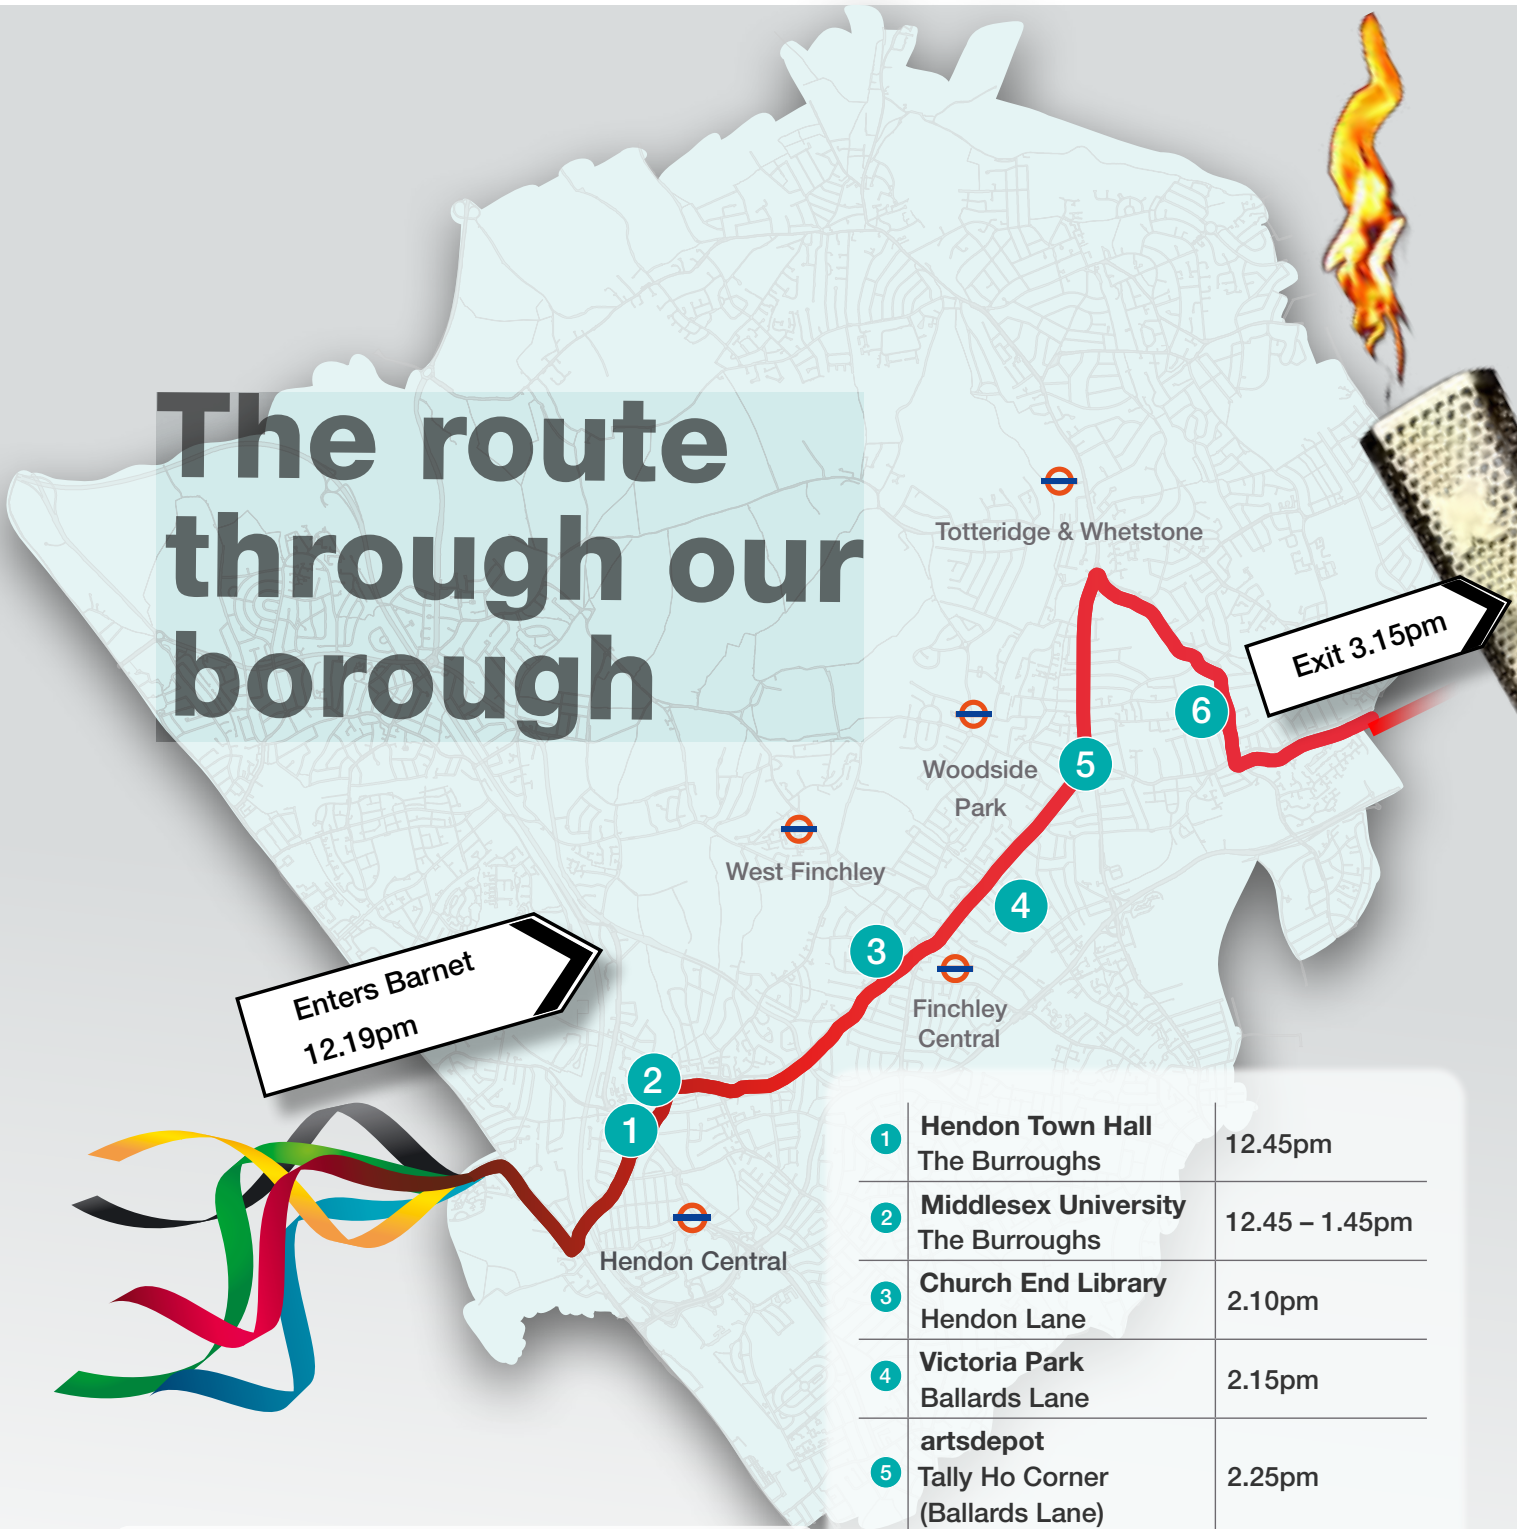 The route
through our
borough
Totteridge & Whetstone
Exit 3.15pm
6
Woodside
Park
5
West Finchley
4
3
Finchley
Central
Enters Barnet
12.19pm
2
1
Hendon Central
1 Hendon Town Hall
The Burroughs
12.45pm
2 Middlesex University
The Burroughs
12.45 – 1.45pm
3 Church End Library
Hendon Lane
2.10pm
4 Victoria Park
Ballards Lane
2.15pm
5 artsdepot
Tally Ho Corner
(Ballards Lane)
2.25pm